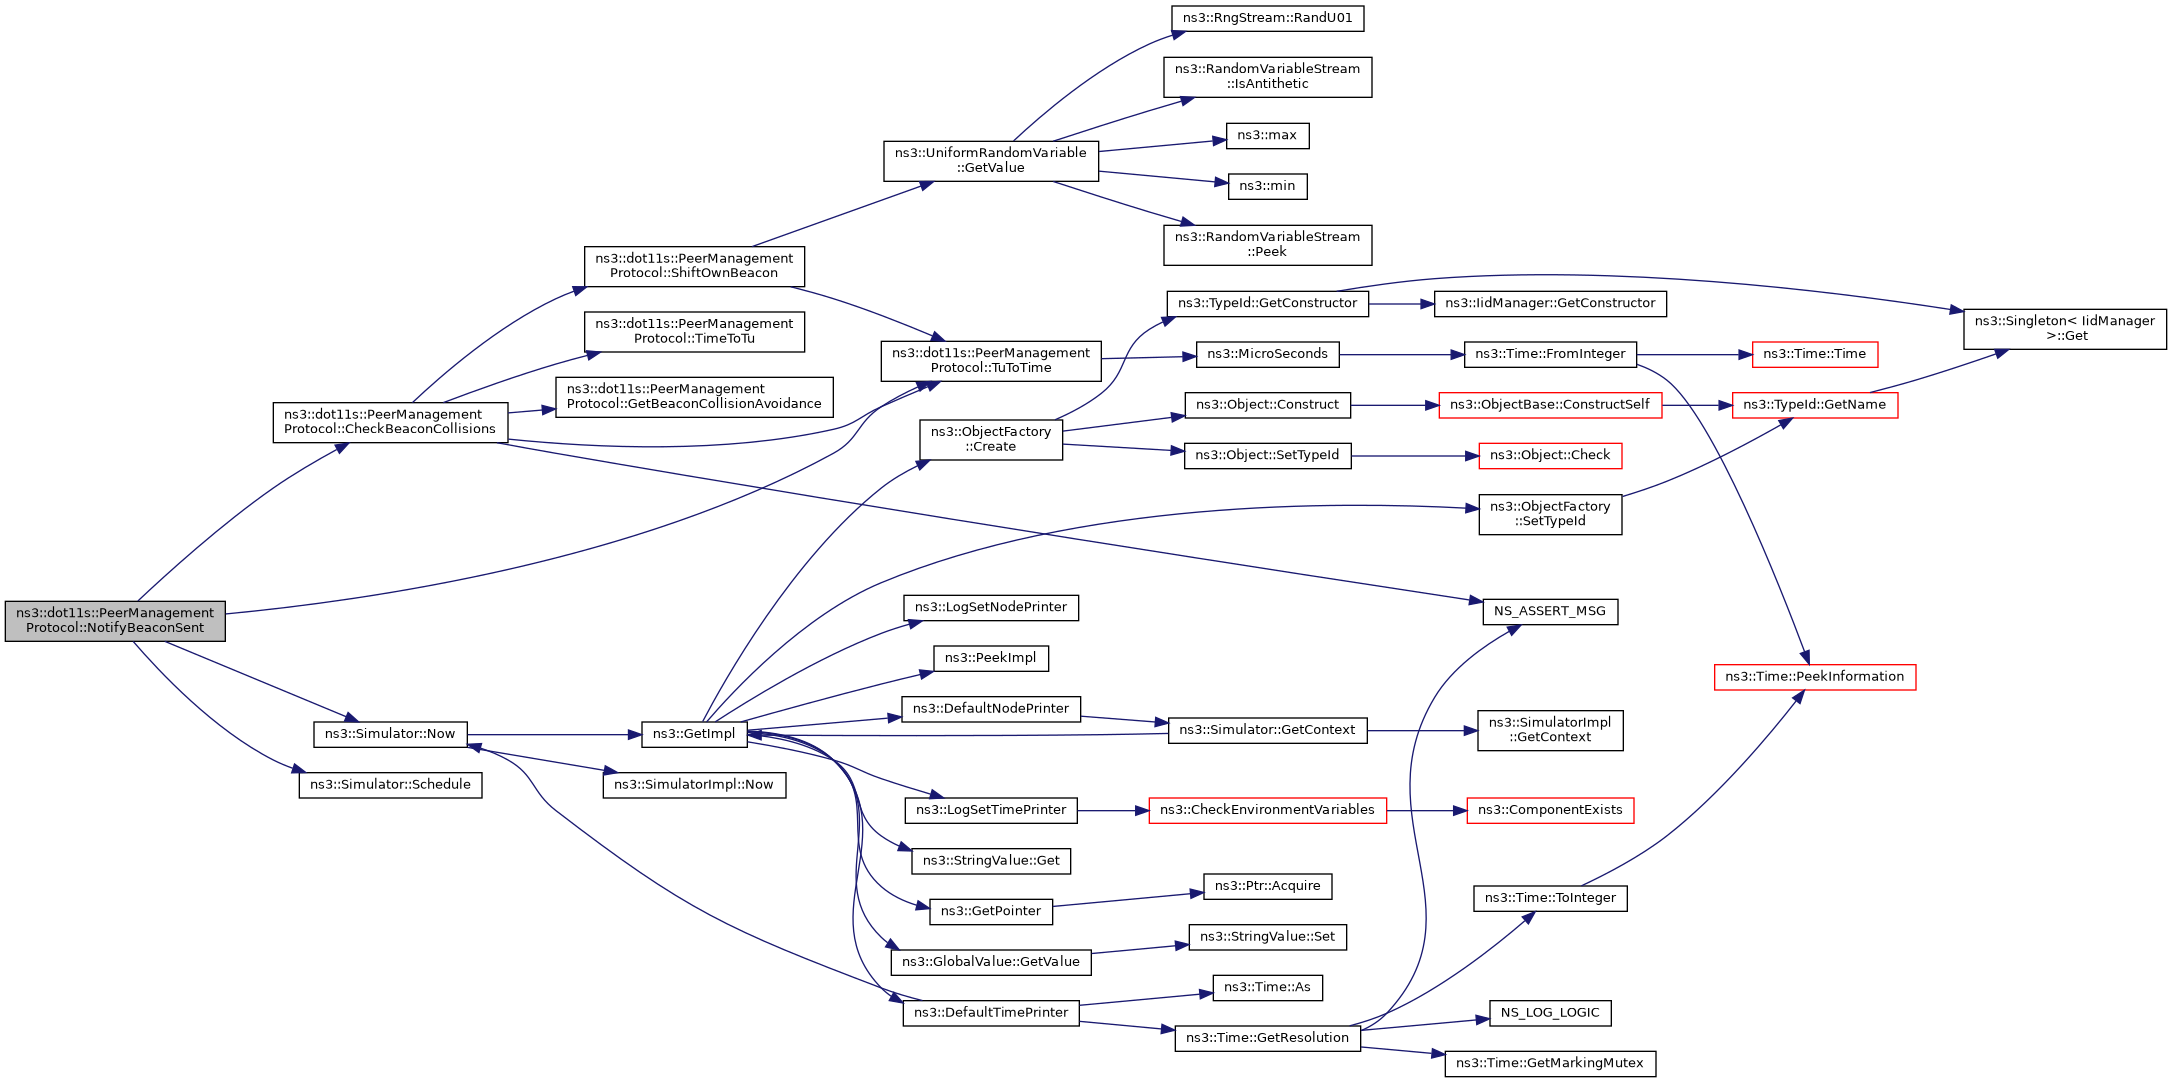 ns3::dot11s::PeerManagement
Protocol::NotifyBeaconSent
ns3::dot11s::PeerManagement
Protocol::CheckBeaconCollisions
ns3::Simulator::Now
ns3::Simulator::Schedule
ns3::dot11s::PeerManagement
Protocol::ShiftOwnBeacon
ns3::dot11s::PeerManagement
Protocol::TimeToTu
ns3::dot11s::PeerManagement
Protocol::GetBeaconCollisionAvoidance
ns3::GetImpl
ns3::SimulatorImpl::Now
ns3::UniformRandomVariable
::GetValue
ns3::dot11s::PeerManagement
Protocol::TuToTime
ns3::ObjectFactory
::Create
ns3::LogSetNodePrinter
ns3::PeekImpl
ns3::DefaultNodePrinter
ns3::LogSetTimePrinter
ns3::StringValue::Get
ns3::GetPointer
ns3::GlobalValue::GetValue
ns3::DefaultTimePrinter
ns3::RngStream::RandU01
ns3::RandomVariableStream
::IsAntithetic
ns3::max
ns3::min
ns3::RandomVariableStream
::Peek
ns3::TypeId::GetConstructor
ns3::MicroSeconds
ns3::Object::Construct
ns3::Object::SetTypeId
ns3::Simulator::GetContext
ns3::CheckEnvironmentVariables
ns3::Ptr::Acquire
ns3::StringValue::Set
ns3::Time::As
ns3::Time::GetResolution
ns3::IidManager::GetConstructor
ns3::Time::FromInteger
ns3::ObjectBase::ConstructSelf
ns3::Object::Check
ns3::ObjectFactory
::SetTypeId
NS_ASSERT_MSG
ns3::SimulatorImpl
::GetContext
ns3::ComponentExists
ns3::Time::ToInteger
NS_LOG_LOGIC
ns3::Time::GetMarkingMutex
ns3::Time::Time
ns3::TypeId::GetName
ns3::Time::PeekInformation
ns3::Singleton< IidManager
>::Get